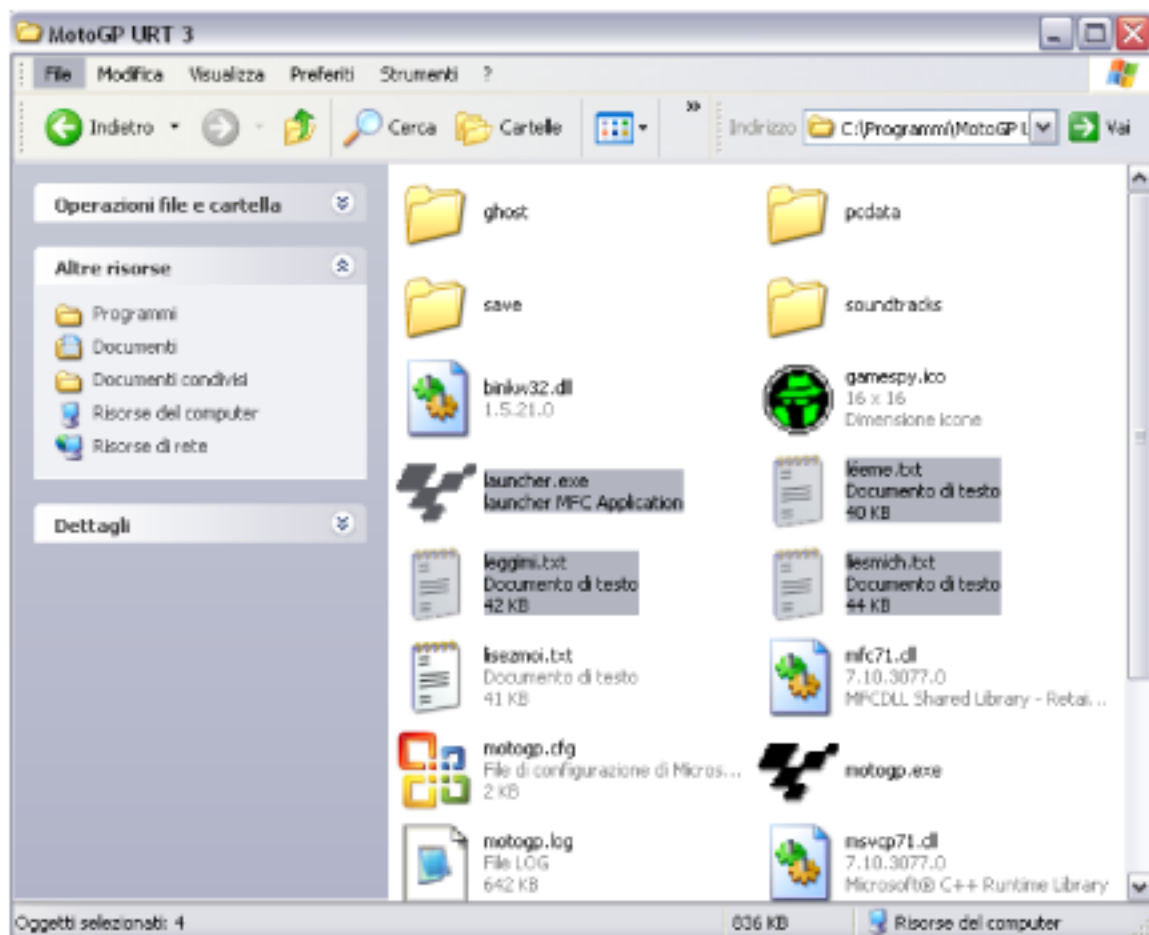 MotoGP URT 3
File Modifica Visualizza Preferiti Strumenti ?
Indietro Cerca Cartelle » Indirizzo C:\Programmi\MotoGP U Vai
Operazioni file e cartella
Altre risorse
Programmi
Documenti
Documenti condivisi
Risorse del computer
Risorse di rete
Dettagli
ghost
pcdata
save
soundtracks
binkw32.dll
1.5.21.0
gamespy.ico
16 x 16
Dimensione icone
launcher.exe
launcher MFC Application
léeme.txt
Documento di testo
40 KB
leggimi.txt
Documento di testo
42 KB
liesmich.txt
Documento di testo
44 KB
lisezmoi.txt
Documento di testo
41 KB
mfc71.dll
7.10.3077.0
MFCDLL Shared Library - Retai...
motogp.cfg
File di configurazione di Micros...
2 KB
motogp.exe
motogp.log
File LOG
642 KB
msvcp71.dll
7.10.3077.0
Microsoft® C++ Runtime Library
Oggetti selezionati: 4 836 KB Risorse del computer